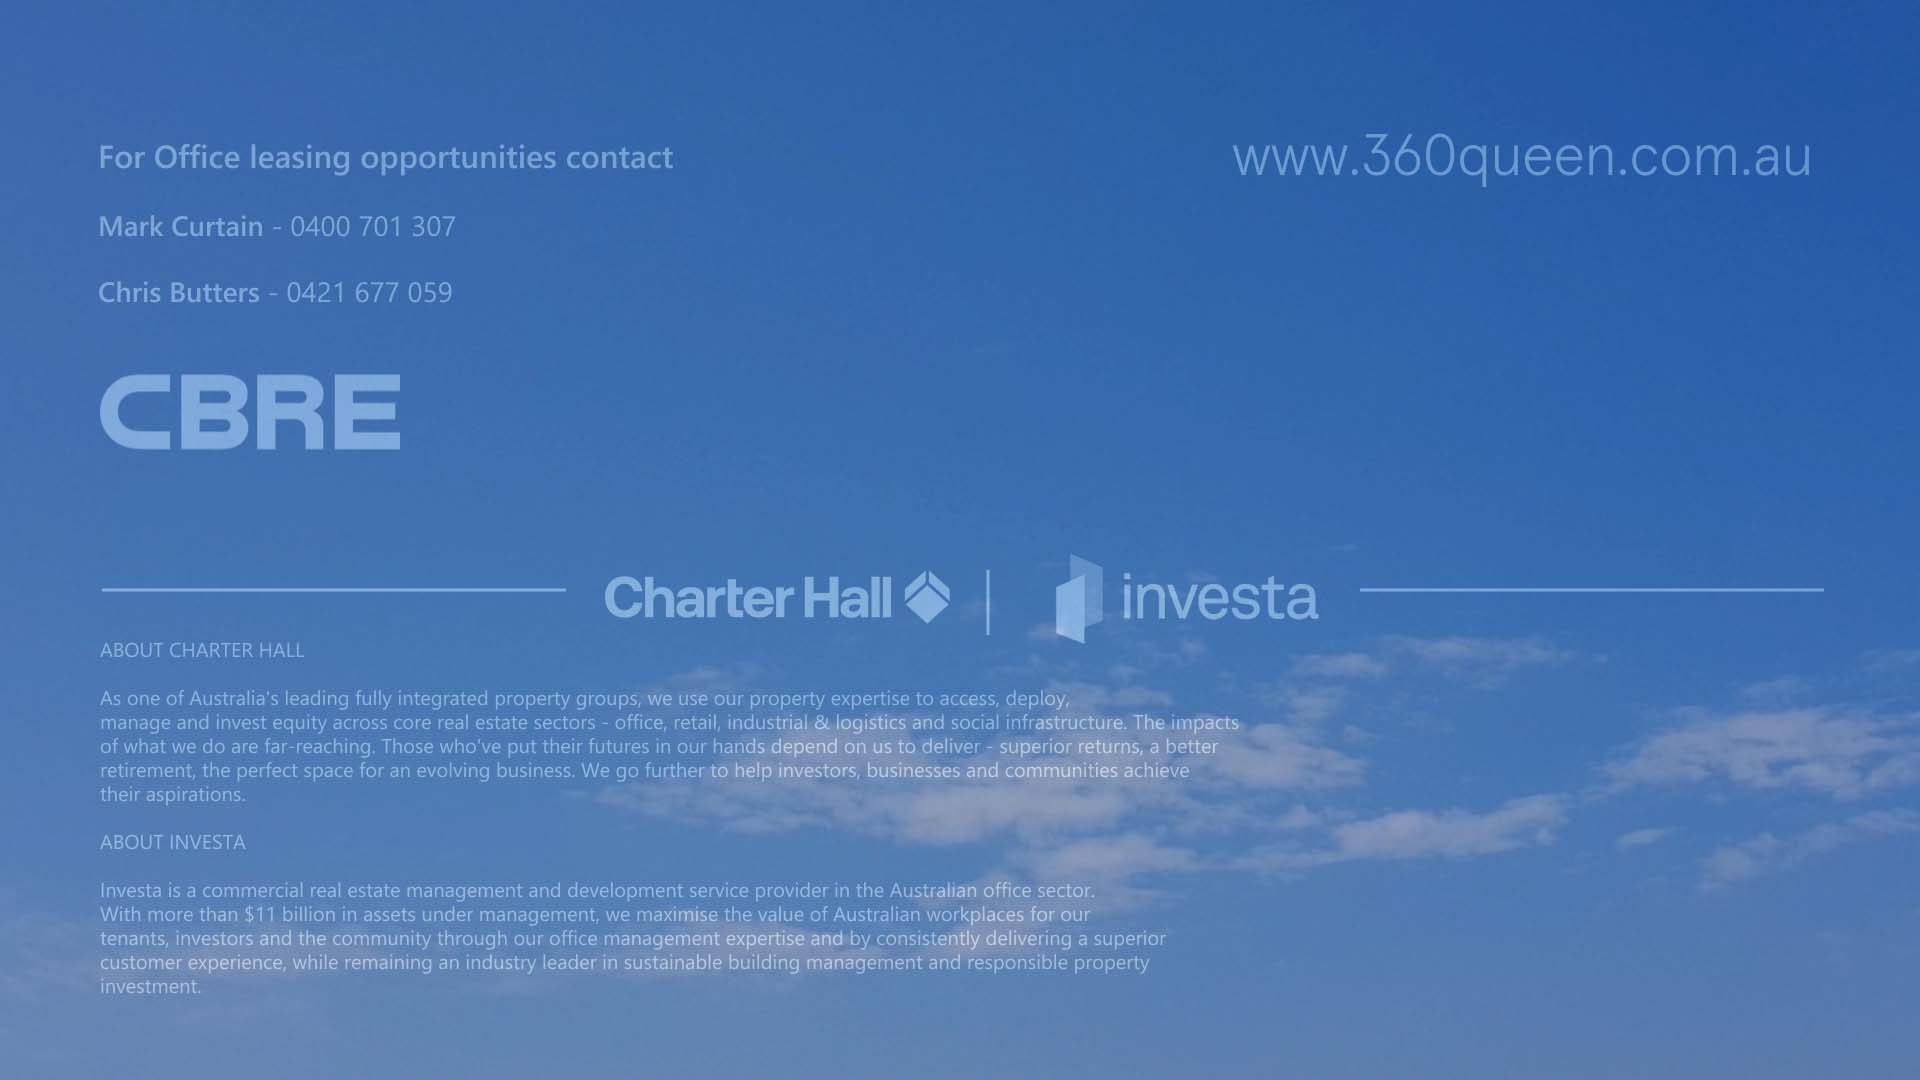 For Office leasing opportunities contact
www.360queen.com.au
Mark Curtain - 0400 701 307
Chris Butters - 0421 677 059
CBRE
Charter Hall
investa
ABOUT CHARTER HALL
As one of Australia's leading fully integrated property groups, we use our property expertise to access, deploy,
manage and invest equity across core real estate sectors - office, retail, industrial & logistics and social infrastructure. The impacts
of what we do are far-reaching. Those who've put their futures in our hands depend on us to deliver - superior returns, a better
retirement, the perfect space for an evolving business. We go further to help investors, businesses and communities achieve
their aspirations.
ABOUT INVESTA
Investa is a commercial real estate management and development service provider in the Australian office sector.
With more than $11 billion in assets under management, we maximise the value of Australian workplaces for our
tenants, investors and the community through our office management expertise and by consistently delivering a superior
customer experience, while remaining an industry leader in sustainable building management and responsible property
investment.